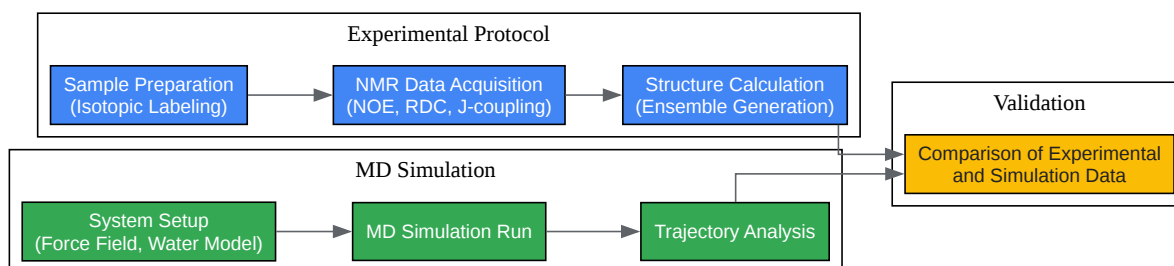 Experimental Protocol
Sample Preparation
(Isotopic Labeling)
NMR Data Acquisition
(NOE, RDC, J-coupling)
Structure Calculation
(Ensemble Generation)
Validation
Comparison of Experimental
and Simulation Data
MD Simulation
System Setup
(Force Field, Water Model)
MD Simulation Run
Trajectory Analysis